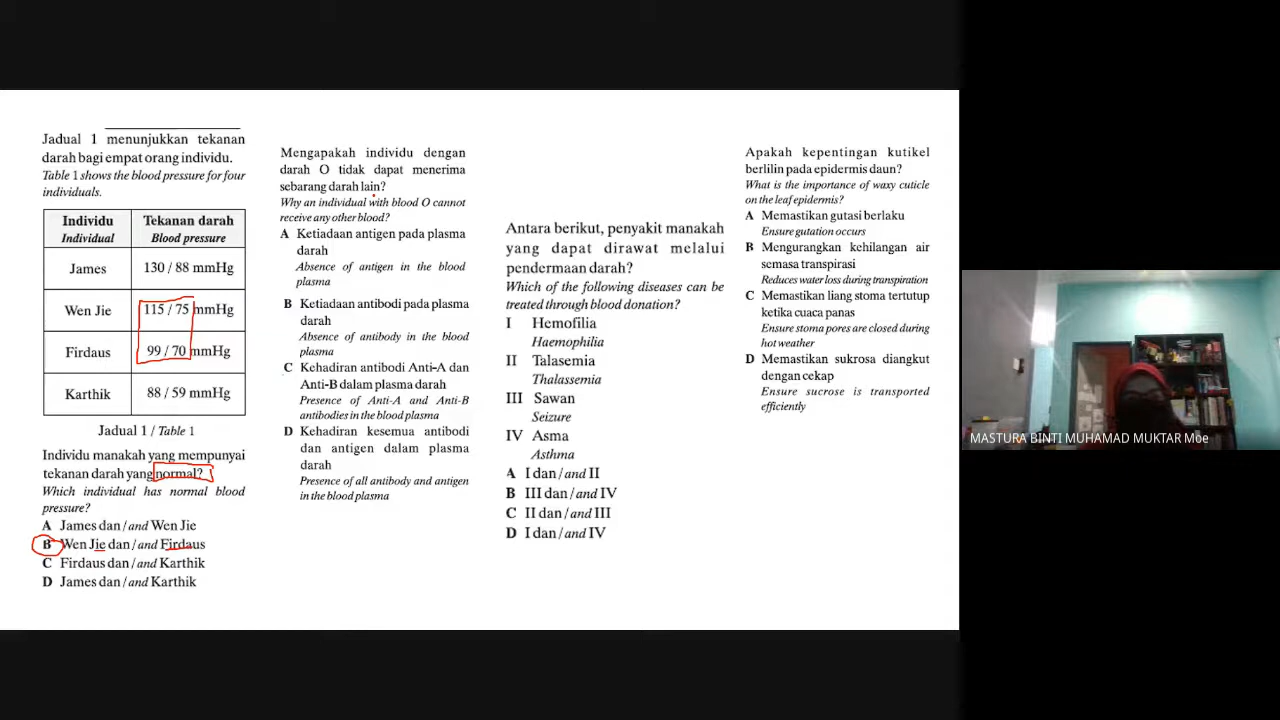 Jadual 1 menunjukkan tekanan
darah bagi empat orang individu.
Table 1 shows the blood pressure for four
individuals.
Individu Tekanan darah
Individual Blood pressure
James 130 / 88 mmHg
Wen Jie 115 / 75 mmHg
Firdaus 99 / 70 mmHg
Karthik 88 / 59 mmHg
Jadual 1 / Table 1
Individu manakah yang mempunyai
tekanan darah yang normal?
Which individual has normal blood
pressure?
A James dan / and Wen Jie
B Wen Jie dan / and Firdaus
C Firdaus dan / and Karthik
D James dan / and Karthik
Mengapakah individu dengan
darah O tidak dapat menerima
sebarang darah lain?
Why an individual with blood O cannot
receive any other blood?
A Ketiadaan antigen pada plasma
darah
Absence of antigen in the blood
plasma
B Ketiadaan antibodi pada plasma
darah
Absence of antibody in the blood
plasma
C Kehadiran antibodi Anti-A dan
Anti-B dalam plasma darah
Presence of Anti-A and Anti-B
antibodies in the blood plasma
D Kehadiran kesemua antibodi
dan antigen dalam plasma
darah
Presence of all antibody and antigen
in the blood plasma
Antara berikut, penyakit manakah
yang dapat dirawat melalui
pendermaan darah?
Which of the following diseases can be
treated through blood donation?
I Hemofilia
Haemophilia
II Talasemia
Thalassemia
III Sawan
Seizure
IV Asma
Asthma
A I dan / and II
B III dan / and IV
C II dan / and III
D I dan / and IV
Apakah kepentingan kutikel
berlilin pada epidermis daun?
What is the importance of waxy cuticle
on the leaf epidermis?
A Memastikan gutasi berlaku
Ensure gutation occurs
B Mengurangkan kehilangan air
semasa transpirasi
Reduces water loss during transpiration
C Memastikan liang stoma tertutup
ketika cuaca panas
Ensure stoma pores are closed during
hot weather
D Memastikan sukrosa diangkut
dengan cekap
Ensure sucrose is transported
efficiently
MASTURA BINTI MUHAMAD MUKTAR Moe